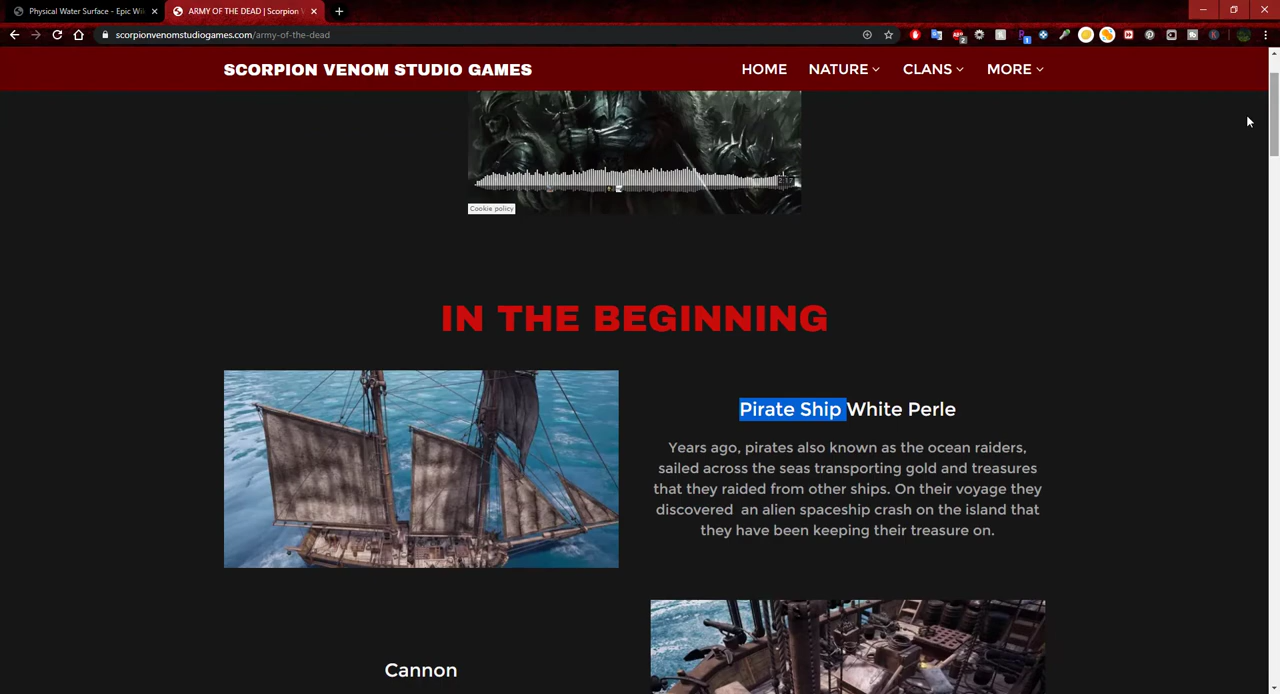 Physical Water Surface - Epic Wi
ARMY OF THE DEAD | Scorpion V
scorpionvenomstudiogames.com/army-of-the-dead
SCORPION VENOM STUDIO GAMES
HOME
NATURE
CLANS
MORE
2:17
Cookie policy
IN THE BEGINNING
Pirate Ship White Perle
Years ago, pirates also known as the ocean raiders,
sailed across the seas transporting gold and treasures
that they raided from other ships. On their voyage they
discovered an alien spaceship crash on the island that
they have been keeping their treasure on.
Cannon